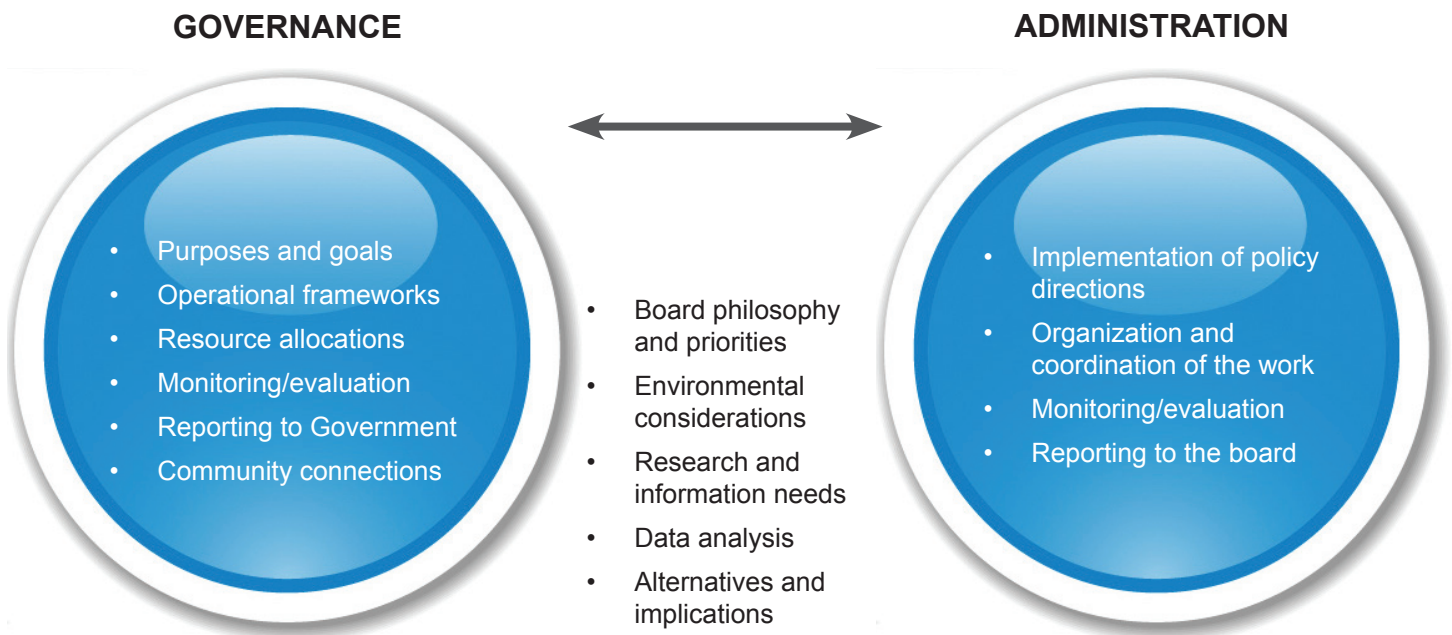 GOVERNANCE
• Purposes and goals
• Operational frameworks
• Resource allocations
• Monitoring/evaluation
• Reporting to Government
• Community connections
• Board philosophy
and priorities
• Environmental
considerations
• Research and
information needs
• Data analysis
• Alternatives and
implications
ADMINISTRATION
• Implementation of policy
directions
• Organization and
coordination of the work
• Monitoring/evaluation
• Reporting to the board